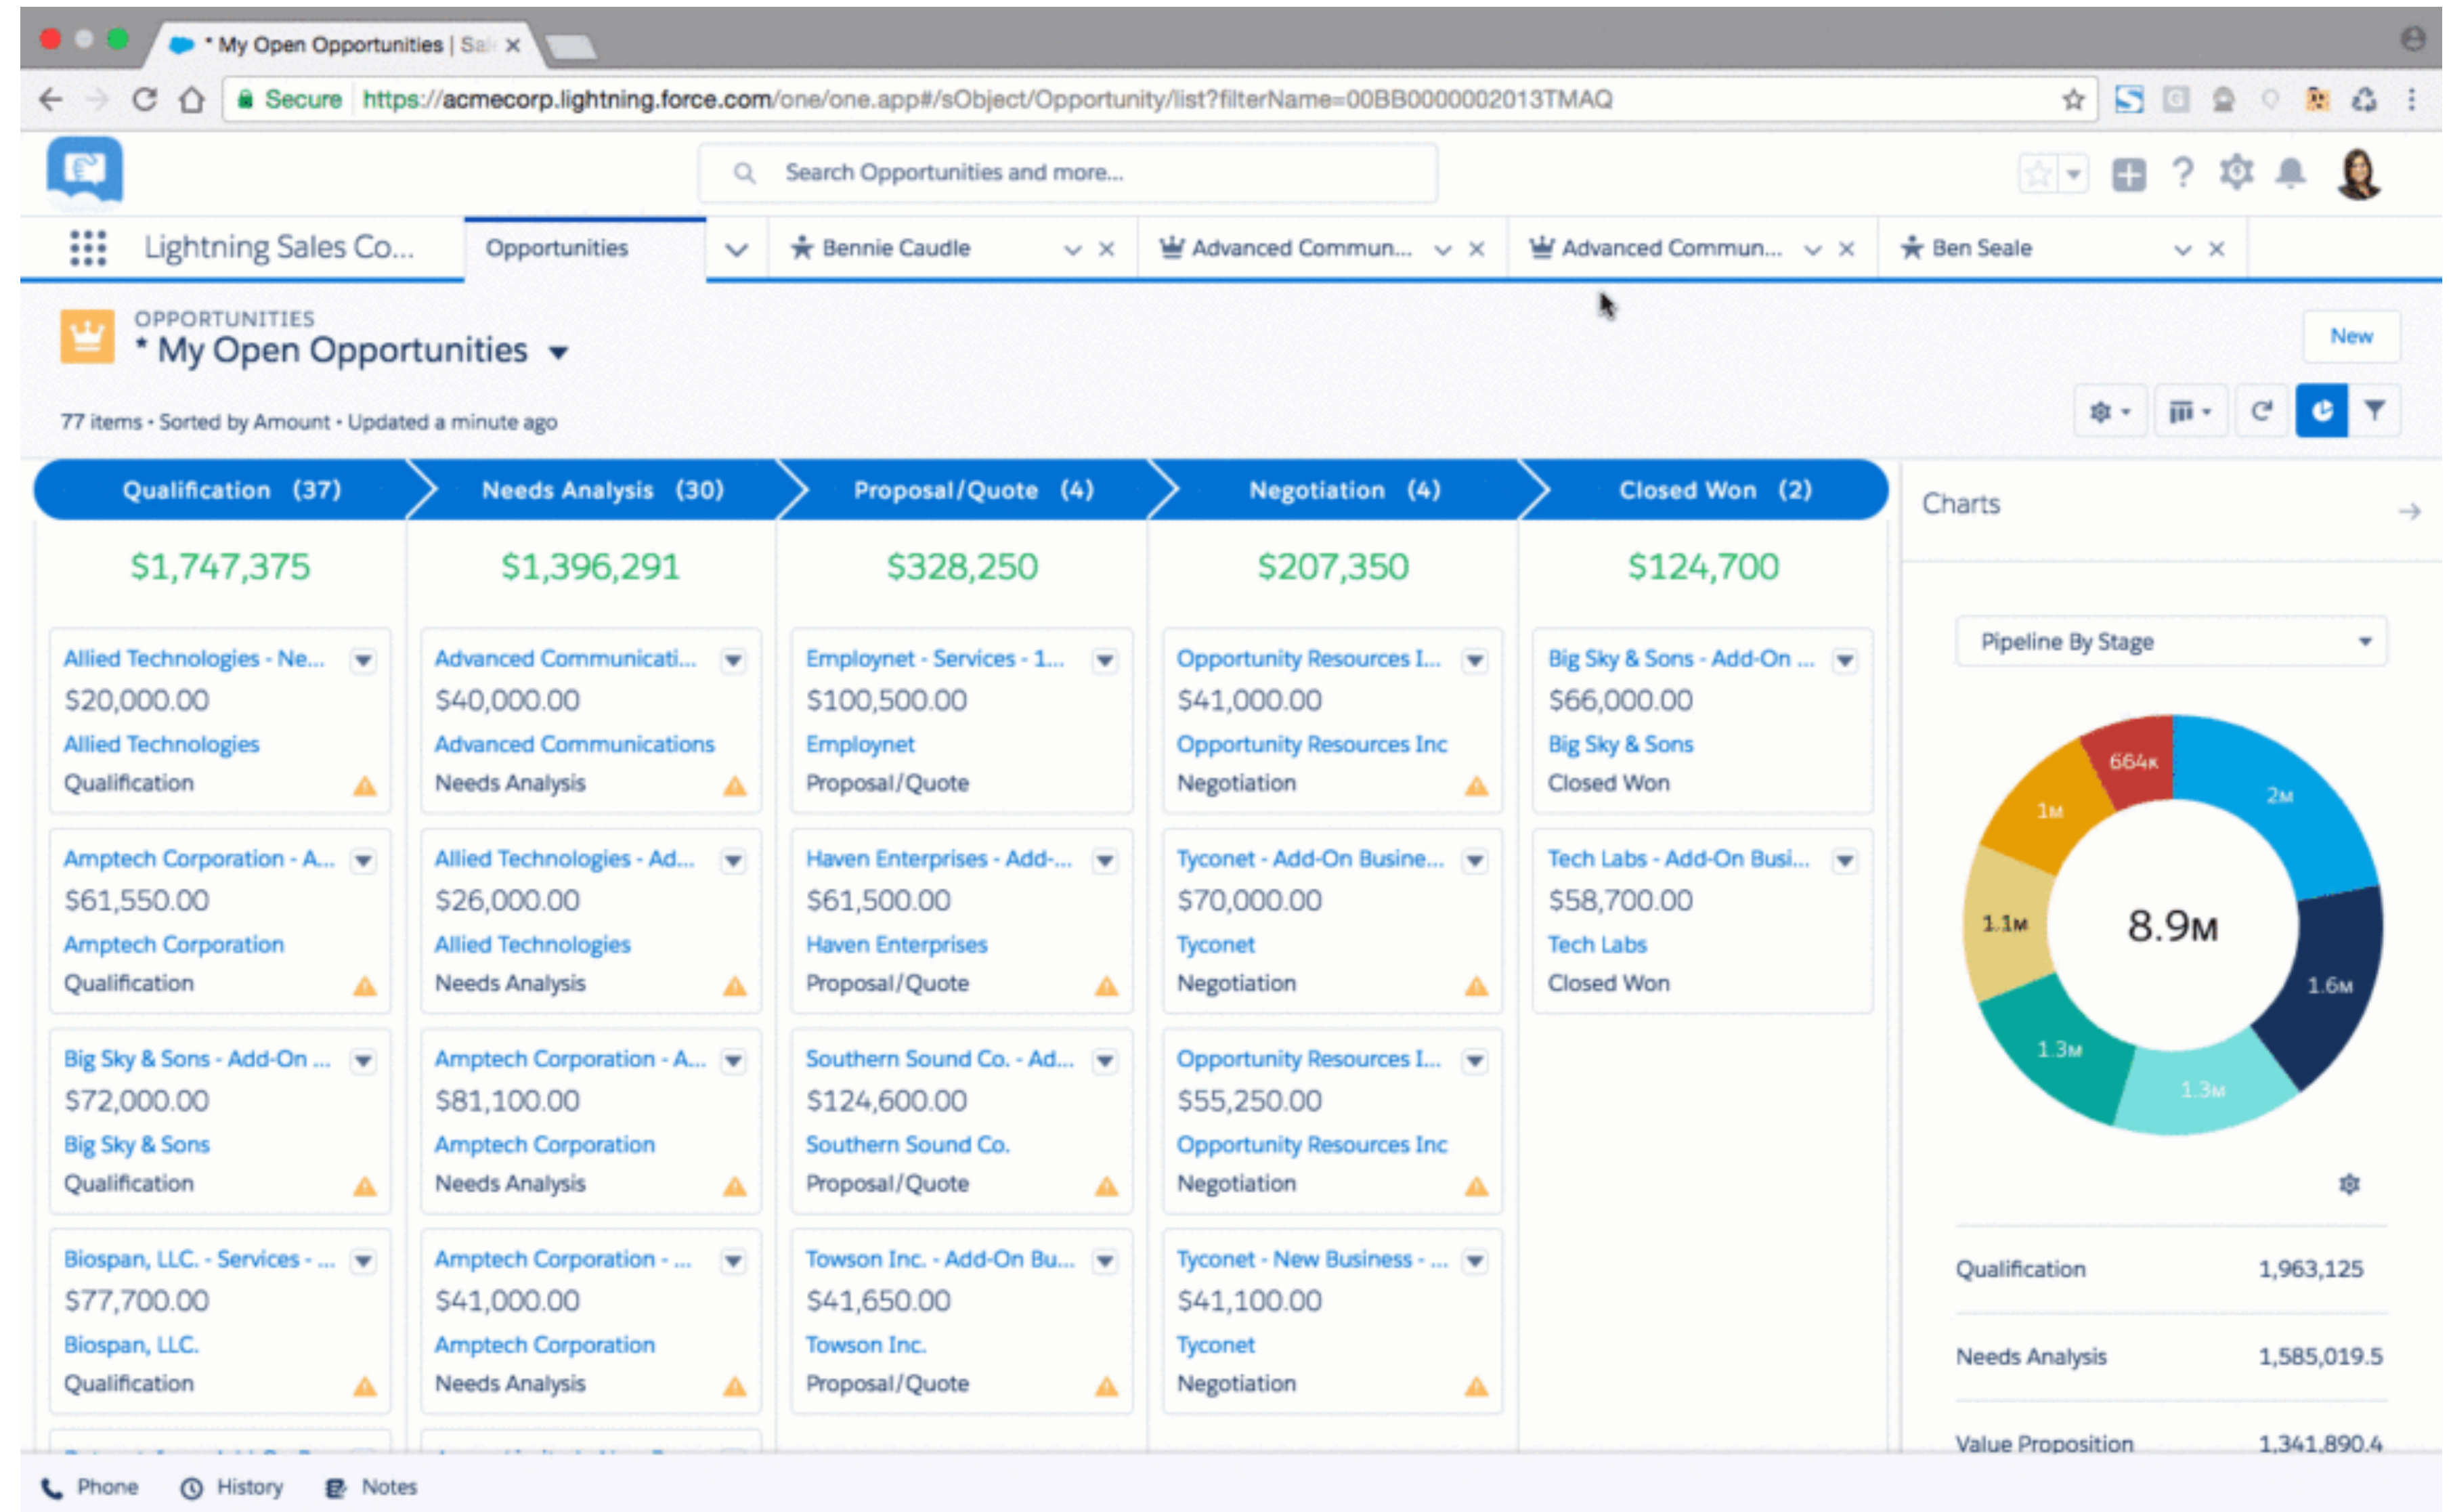 * My Open Opportunities | Sal
Secure https://acmecorp.lightning.force.com/one/one.app#/sObject/Opportunity/list?filterName=00BB0000002013TMAQ
Search Opportunities and more...
Lightning Sales Co... Opportunities Bennie Caudle Advanced Commun... Advanced Commun... Ben Seale
OPPORTUNITIES
* My Open Opportunities
New
77 items • Sorted by Amount • Updated a minute ago
Qualification (37) Needs Analysis (30) Proposal/Quote (4) Negotiation (4) Closed Won (2)
$1,747,375 $1,396,291 $328,250 $207,350 $124,700
Allied Technologies - Ne...
$20,000.00
Allied Technologies
Qualification
Amptech Corporation - A...
$61,550.00
Amptech Corporation
Qualification
Big Sky & Sons - Add-On ...
$72,000.00
Big Sky & Sons
Qualification
Biospan, LLC. - Services - ...
$77,700.00
Biospan, LLC.
Qualification
Advanced Communicati...
$40,000.00
Advanced Communications
Needs Analysis
Allied Technologies - Ad...
$26,000.00
Allied Technologies
Needs Analysis
Amptech Corporation - A...
$81,100.00
Amptech Corporation
Needs Analysis
Amptech Corporation - ...
$41,000.00
Amptech Corporation
Needs Analysis
Employnet - Services - 1...
$100,500.00
Employnet
Proposal/Quote
Haven Enterprises - Add-...
$61,500.00
Haven Enterprises
Proposal/Quote
Southern Sound Co. - Ad...
$124,600.00
Southern Sound Co.
Proposal/Quote
Towson Inc. - Add-On Bu...
$41,650.00
Towson Inc.
Proposal/Quote
Opportunity Resources I...
$41,000.00
Opportunity Resources Inc
Negotiation
Tyconet - Add-On Busine...
$70,000.00
Tyconet
Negotiation
Opportunity Resources I...
$55,250.00
Opportunity Resources Inc
Negotiation
Tyconet - New Business - ...
$41,100.00
Tyconet
Negotiation
Big Sky & Sons - Add-On ...
$66,000.00
Big Sky & Sons
Closed Won
Tech Labs - Add-On Busi...
$58,700.00
Tech Labs
Closed Won
Charts
Pipeline By Stage
664K
2M
1M
1.1M
8.9M
1.6M
1.3M
1.3M
Qualification 1,963,125
Needs Analysis 1,585,019.5
Value Proposition 1,341,890.4
Phone History Notes